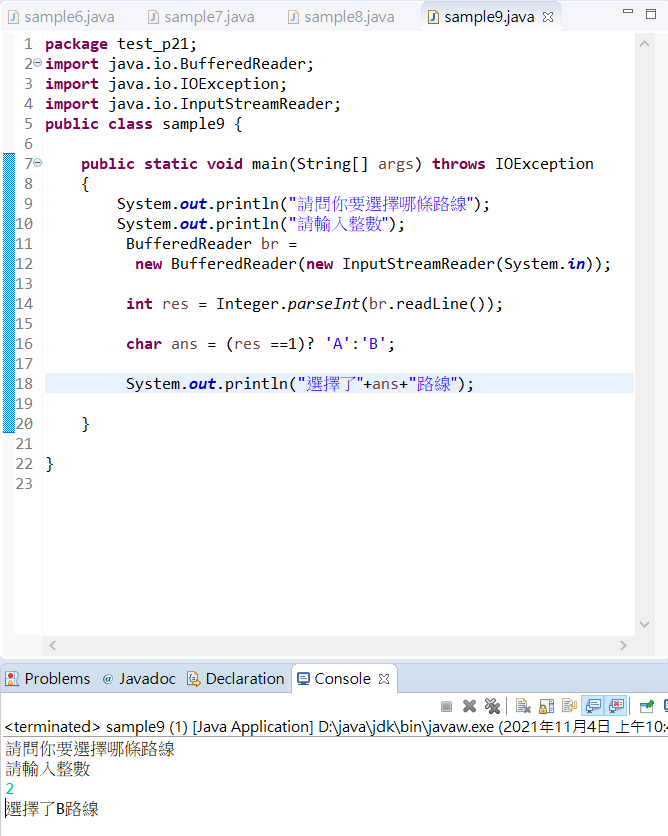 sample6.java sample7.java sample8.java sample9.java
1 package test_p21;
2 import java.io.BufferedReader;
3 import java.io.IOException;
4 import java.io.InputStreamReader;
5 public class sample9 {
6
7 public static void main(String[] args) throws IOException
8 {
9 System.out.println("請問你要選擇哪條路線");
10 System.out.println("請輸入整數");
11 BufferedReader br =
12 new BufferedReader(new InputStreamReader(System.in));
13
14 int res = Integer.parseInt(br.readLine());
15
16 char ans = (res ==1)? 'A':'B';
17
18 System.out.println("選擇了"+ans+"路線");
19
20 }
21
22 }
23
Problems @ Javadoc Declaration Console
<terminated> sample9 (1) [Java Application] D:\java\jdk\bin\javaw.exe (2021年11月4日 上午10:
請問你要選擇哪條路線
請輸入整數
2
選擇了B路線